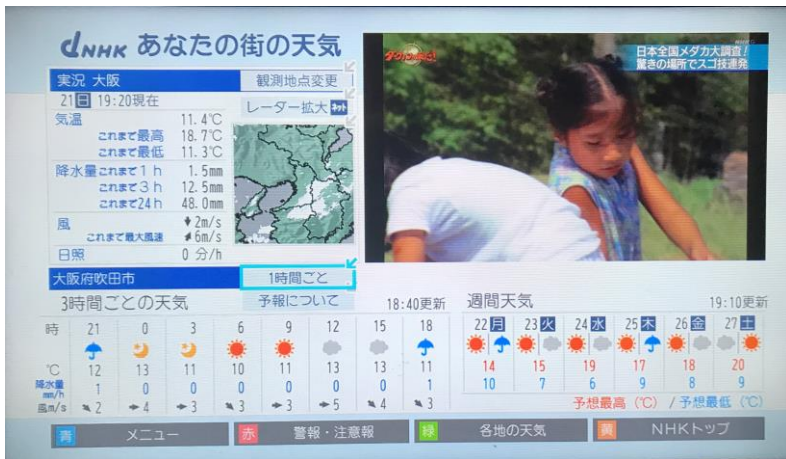 dNHK あなたの街の天気
実況 大阪
観測地点変更
21日 19:20現在
レーダー拡大 ネット
気温 11.4℃
これまで最高 18.7℃
これまで最低 11.3℃
降水量 これまで1h 1.5mm
これまで3h 12.5mm
これまで24h 48.0mm
風 2m/s
これまで最大風速 6m/s
日照 0分/h
日本全国メダカ大調査!
驚きの場所でスゴ技連発
大阪府吹田市
1時間ごと
3時間ごとの天気
予報について
18:40更新
時 21 0 3 6 9 12 15 18
℃ 12 13 11 10 11 13 13 11
降水量 mm/h 1 0 0 0 0 0 0 1
風m/s 2 4 3 3 3 5 4 3
週間天気
19:10更新
22月 23火 24水 25木 26金 27土
14 15 19 17 18 20
10 7 6 9 8 9
予想最高(℃) /予想最低(℃)
青 メニュー
赤 警報・注意報
緑 各地の天気
黄 NHKトップ